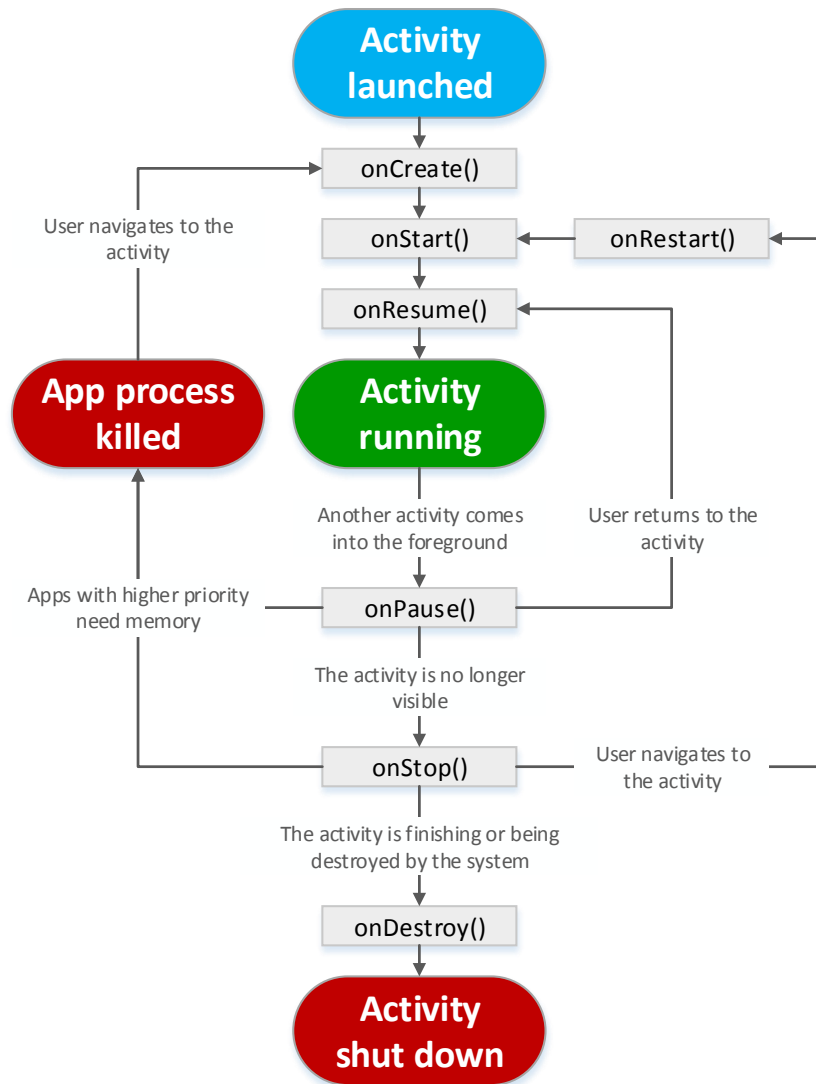 Activity
launched
onCreate()
User navigates to the
activity
onStart()
onRestart()
onResume()
App process
killed
Activity
running
Another activity comes
into the foreground
User returns to the
activity
Apps with higher priority
need memory
onPause()
The activity is no longer
visible
onStop()
User navigates to
the activity
The activity is finishing or being
destroyed by the system
onDestroy()
Activity
shut down